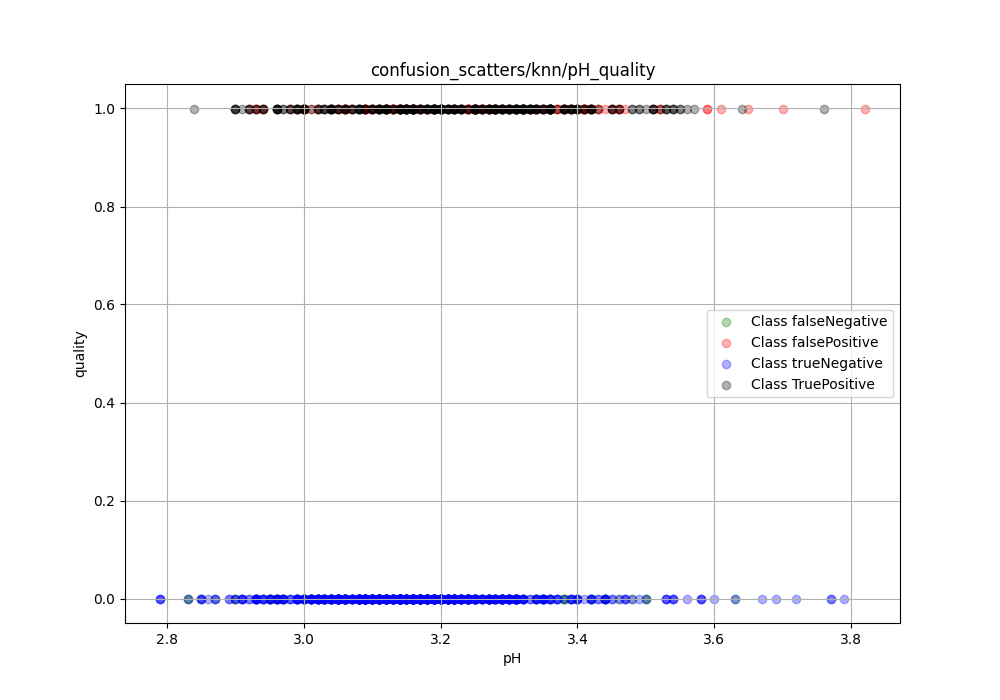 confusion_scatters/knn/pH_quality
1.0
0.8
0.6
0.4
0.2
0.0
quality
Class falseNegative
Class falsePositive
Class trueNegative
Class TruePositive
2.8 3.0 3.2 3.4 3.6 3.8
pH